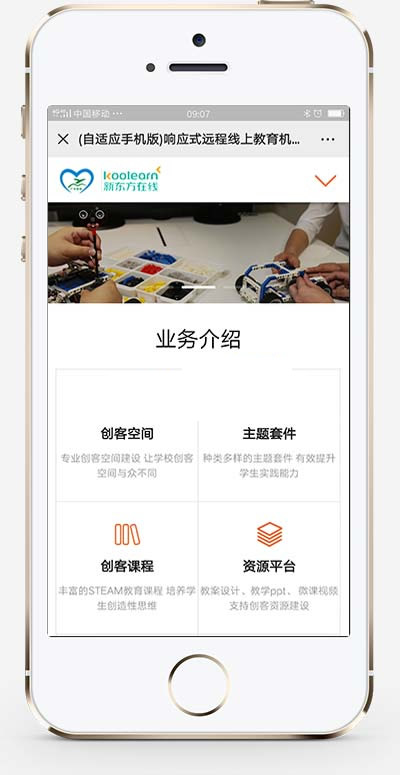 中国移动 ··· 09:07
(自适应手机版)响应式远程线上教育机...
koolearn
新东方在线
业务介绍
创客空间
专业创客空间建设 让学校创客
空间与众不同
主题套件
种类多样的主题套件 有效提升
学生实践能力
创客课程
丰富的STEAM教育课程 培养学
生创造性思维
资源平台
教案设计、教学ppt、微课视频
支持创客资源建设